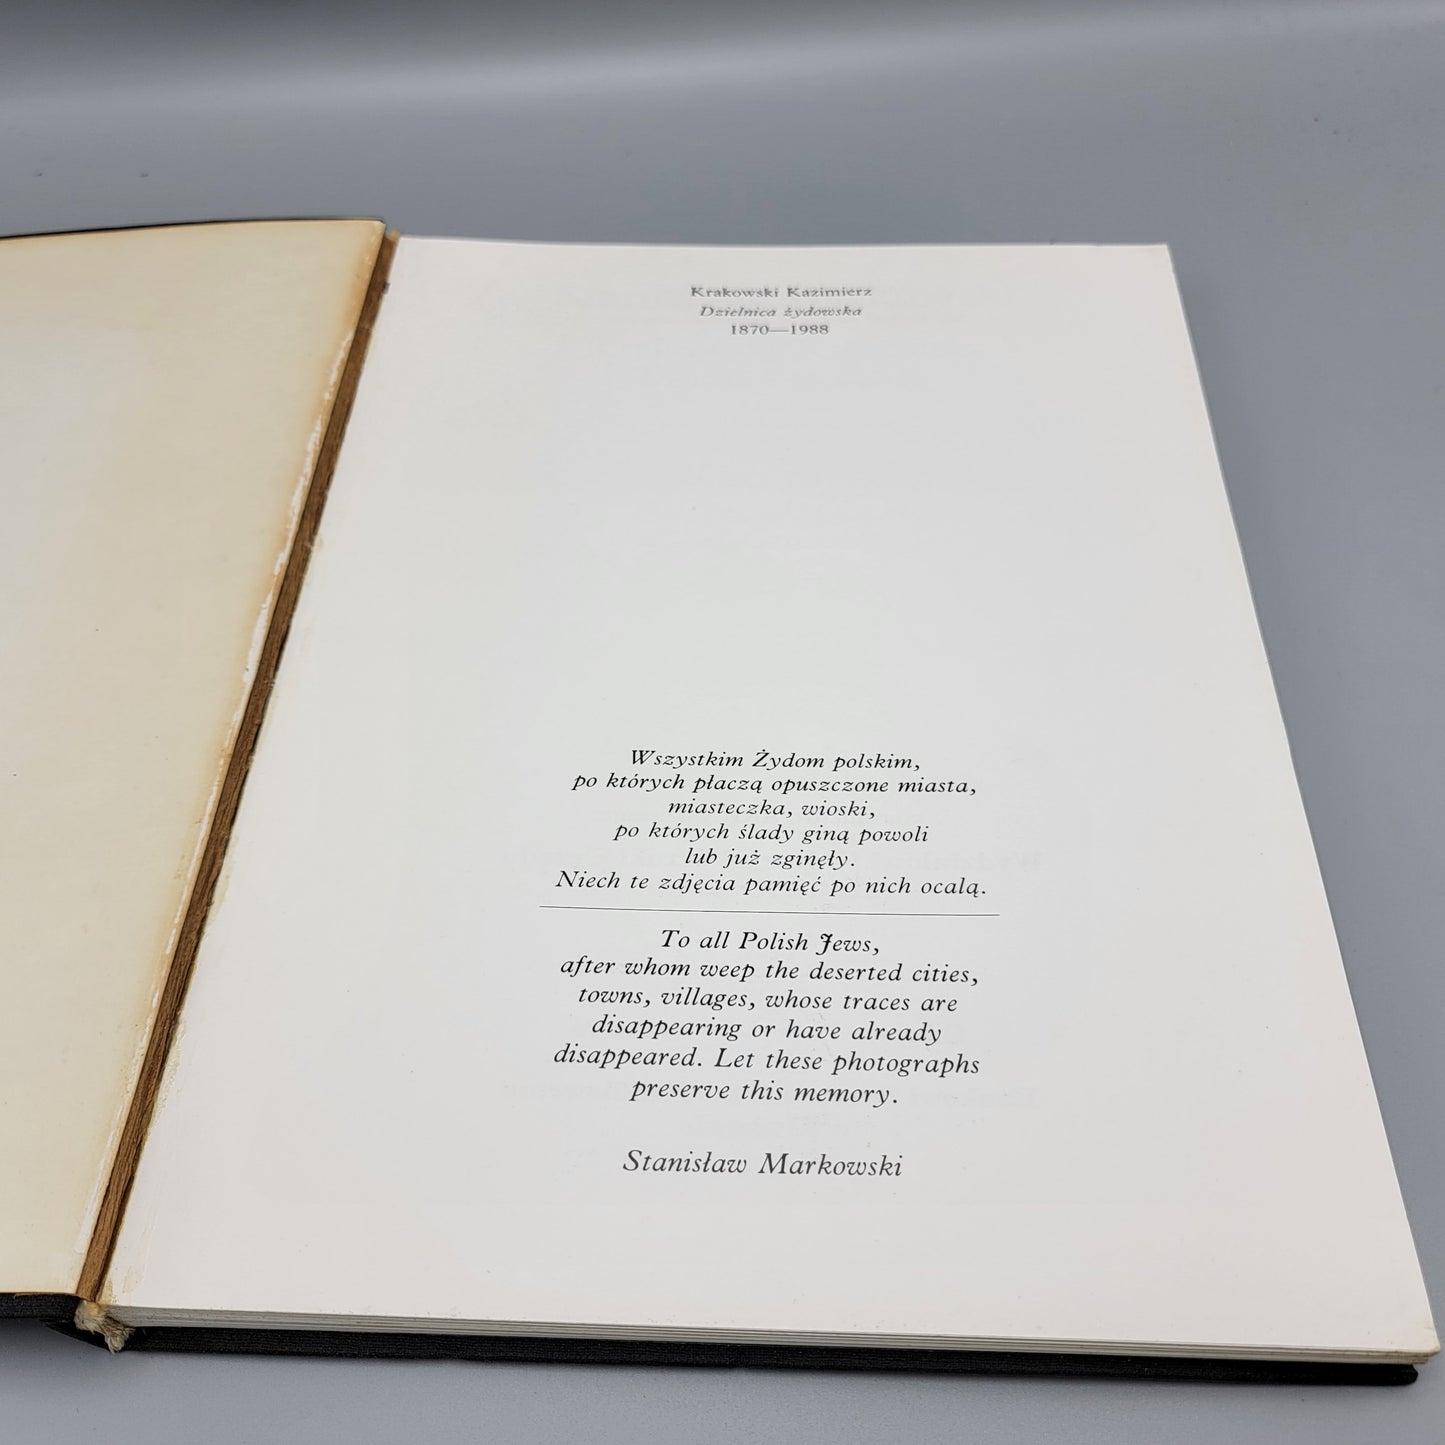 Krakowski Kazimierz
Dzielnica żydowska
1870—1988
Wszystkim Żydom polskim,
po których płaczą opuszczone miasta,
miasteczka, wioski,
po których ślady giną powoli
lub już zginęły.
Niech te zdjęcia pamięć po nich ocalą.
To all Polish Jews,
after whom weep the deserted cities,
towns, villages, whose traces are
disappearing or have already
disappeared. Let these photographs
preserve this memory.
Stanisław Markowski